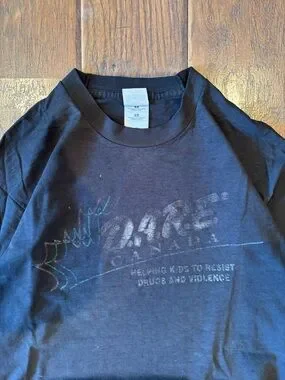 D.A.R.E.
CANADA
HELPING KIDS TO RESIST
DRUGS AND VIOLENCE